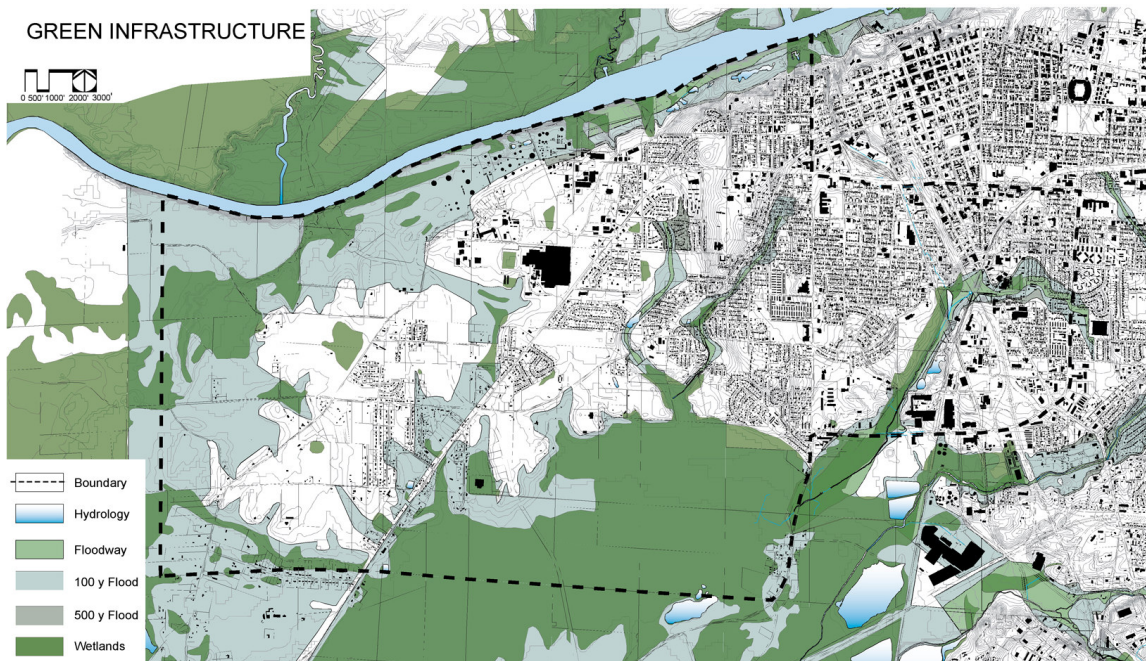 GREEN INFRASTRUCTURE
0 500' 1000' 2000' 3000'
Boundary
Hydrology
Floodway
100 y Flood
500 y Flood
Wetlands